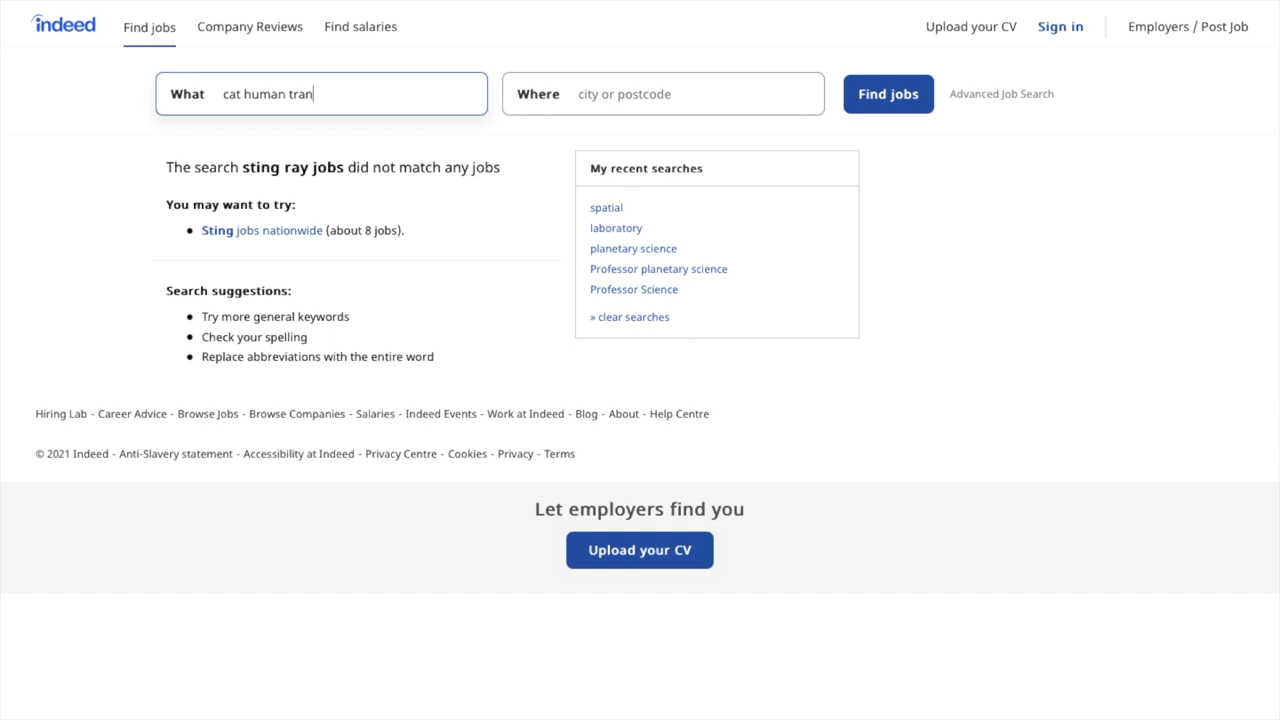 indeed
Find jobs
Company Reviews
Find salaries
Upload your CV
Sign in
Employers / Post Job
What cat human tran
Where city or postcode
Find jobs
Advanced Job Search
The search sting ray jobs did not match any jobs
You may want to try:
Sting jobs nationwide (about 8 jobs).
Search suggestions:
Try more general keywords
Check your spelling
Replace abbreviations with the entire word
My recent searches
spatial
laboratory
planetary science
Professor planetary science
Professor Science
» clear searches
Hiring Lab - Career Advice - Browse Jobs - Browse Companies - Salaries - Indeed Events - Work at Indeed - Blog - About - Help Centre
© 2021 Indeed - Anti-Slavery statement - Accessibility at Indeed - Privacy Centre - Cookies - Privacy - Terms
Let employers find you
Upload your CV